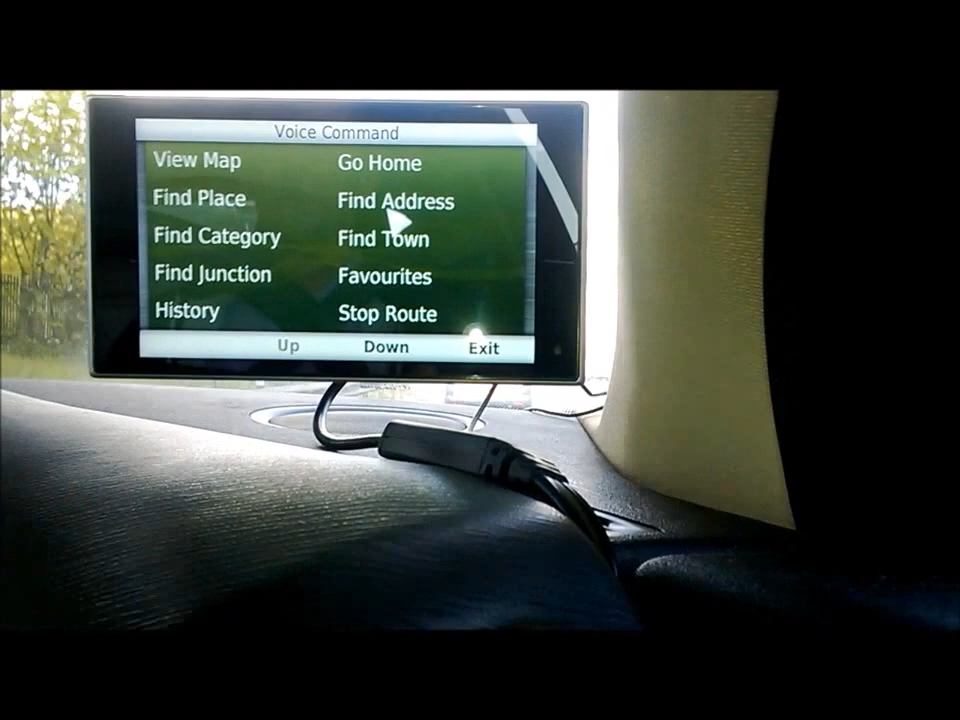 Voice Command
View Map
Go Home
Find Place
Find Address
Find Category
Find Town
Find Junction
Favourites
History
Stop Route
Up
Down
Exit